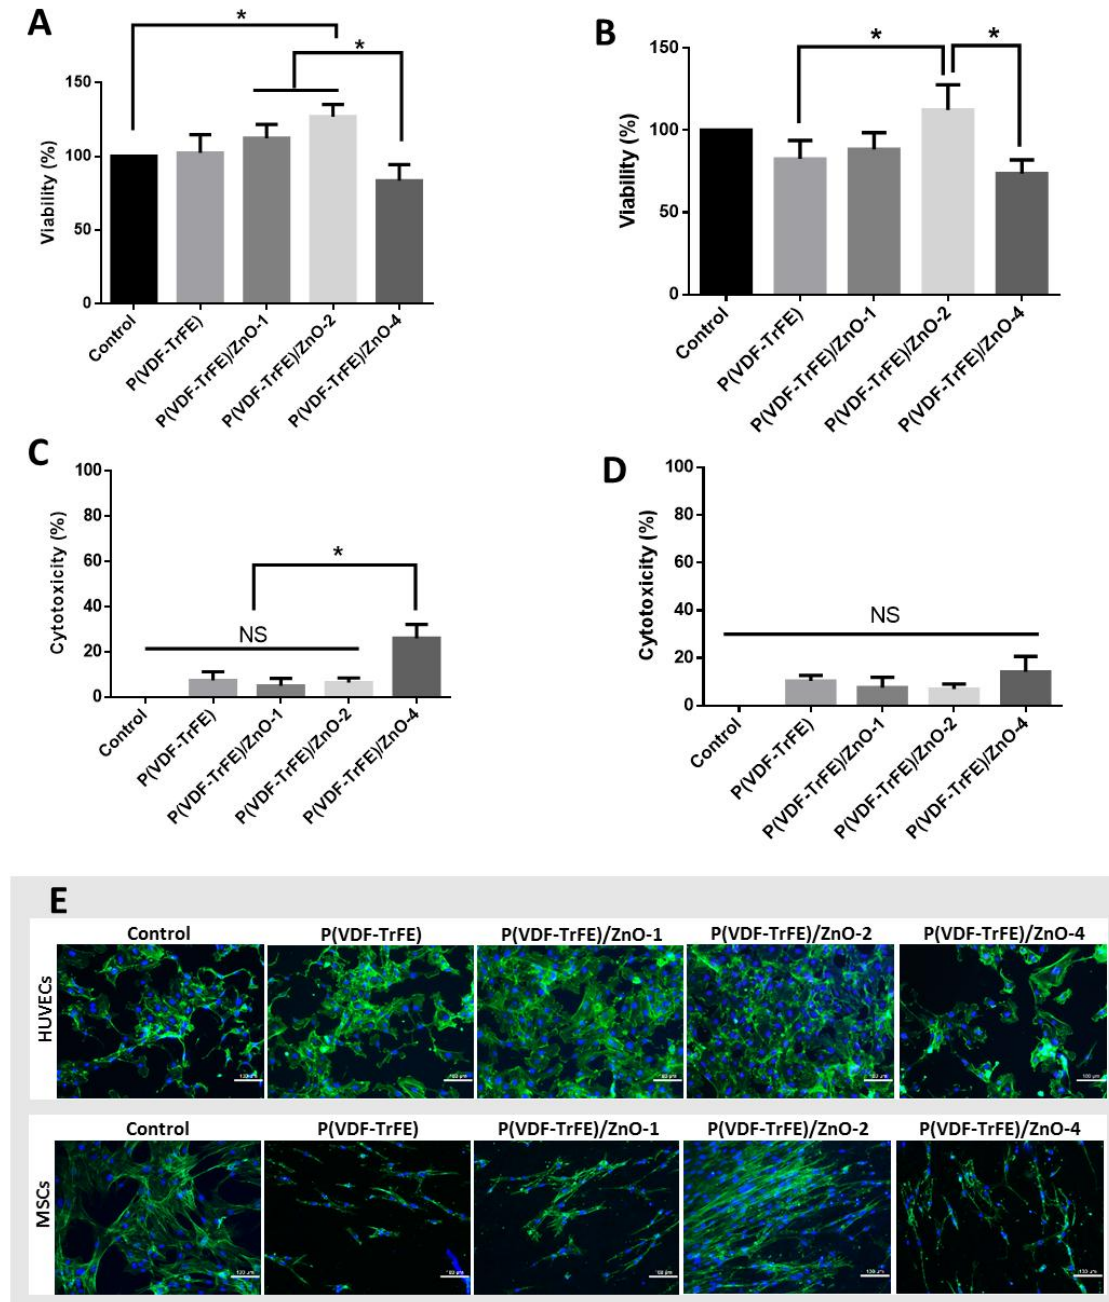 A
*
*
Viability (%)
150
100
50
0
Control
P(VDF-TrFE)
P(VDF-TrFE)/ZnO-1
P(VDF-TrFE)/ZnO-2
P(VDF-TrFE)/ZnO-4
B
*
*
Viability (%)
150
100
50
0
Control
P(VDF-TrFE)
P(VDF-TrFE)/ZnO-1
P(VDF-TrFE)/ZnO-2
P(VDF-TrFE)/ZnO-4
C
*
NS
Cytotoxicity (%)
100
80
60
40
20
0
Control
P(VDF-TrFE)
P(VDF-TrFE)/ZnO-1
P(VDF-TrFE)/ZnO-2
P(VDF-TrFE)/ZnO-4
D
NS
Cytotoxicity (%)
100
80
60
40
20
0
Control
P(VDF-TrFE)
P(VDF-TrFE)/ZnO-1
P(VDF-TrFE)/ZnO-2
P(VDF-TrFE)/ZnO-4
E
Control P(VDF-TrFE) P(VDF-TrFE)/ZnO-1 P(VDF-TrFE)/ZnO-2 P(VDF-TrFE)/ZnO-4
HUVECs
100 µm
Control P(VDF-TrFE) P(VDF-TrFE)/ZnO-1 P(VDF-TrFE)/ZnO-2 P(VDF-TrFE)/ZnO-4
MSCs